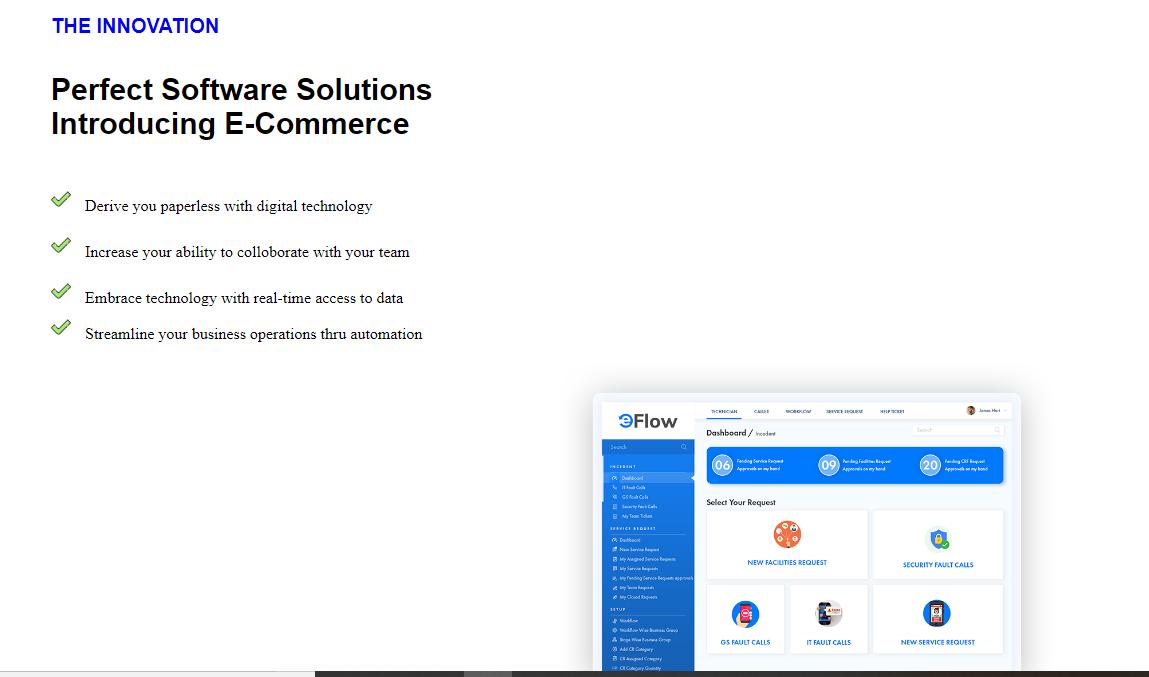 THE INNOVATION
Perfect Software Solutions
Introducing E-Commerce
Derive you paperless with digital technology
Increase your ability to colloborate with your team
Embrace technology with real-time access to data
Streamline your business operations thru automation
eFlow
TECHNICIAN CALLS WORKFLOW SERVICE REQUEST HELP TICKET
James Hart
Dashboard / Incident
Search
Search
06 Pending Service Request
Approvals on my hand
09 Pending Facilities Request
Approvals on my hand
20 Pending CRF Request
Approvals on my hand
INCIDENT
Dashboard
IT Fault Calls
GS Fault Calls
Security Fault Calls
My Team Tickets
SERVICE REQUEST
Dashboard
New Service Request
My Assigned Service Requests
My Service Requests
My Pending Service Requests approvals
My Team Requests
My Closed Requests
SETUP
Workflow
Workflow Wise Business Group
Stage Wise Business Group
Add CR Category
CR Assigned Category
CR Category Quantity
Select Your Request
NEW FACILITIES REQUEST
SECURITY FAULT CALLS
GS FAULT CALLS
IT FAULT CALLS
NEW SERVICE REQUEST